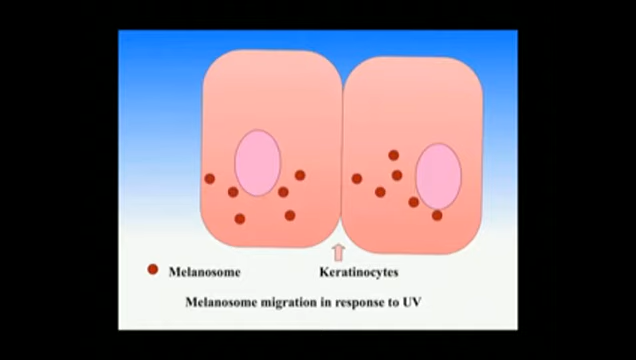 Melanosome
Keratinocytes
Melanosome migration in response to UV